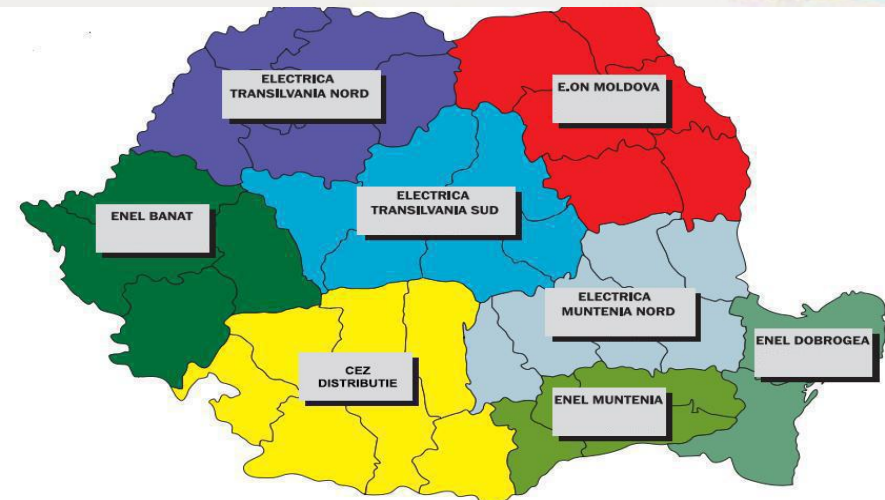 ELECTRICA
TRANSILVANIA NORD
E.ON MOLDOVA
ELECTRICA
TRANSILVANIA SUD
ENEL BANAT
ELECTRICA
MUNTENIA NORD
ENEL DOBROGEA
CEZ
DISTRIBUTIE
ENEL MUNTENIA